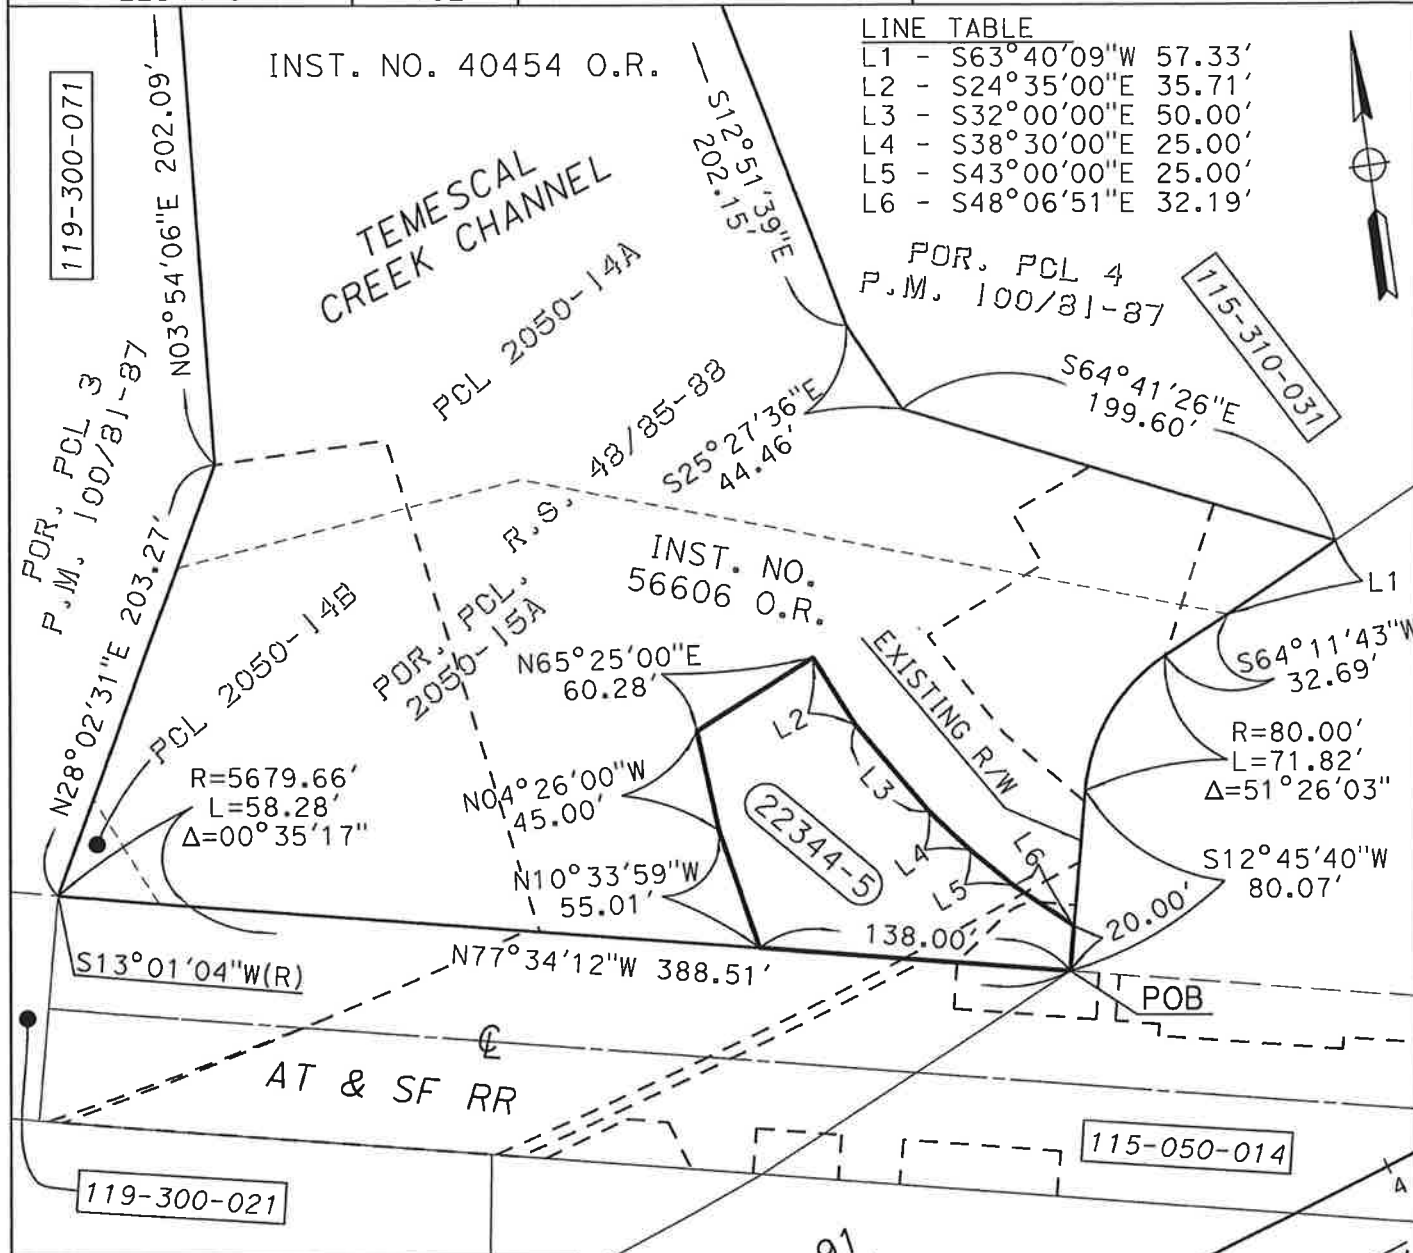 LINE TABLE
L1 - S63°40'09"W 57.33'
L2 - S24°35'00"E 35.71'
L3 - S32°00'00"E 50.00'
L4 - S38°30'00"E 25.00'
L5 - S43°00'00"E 25.00'
L6 - S48°06'51"E 32.19'
INST. NO. 40454 O.R.
119-300-071
N03°54'06"E 202.09'
S12°51'39"E
202.15'
TEMESCAL
CREEK CHANNEL
PCL 2050-14A
POR. PCL 4
P.M. 100/81-87
115-310-031
S64°41'26"E
199.60'
POR. PCL 3
P.M. 100/81-87
R.S. 48/85-88
S25°27'36"E
44.46'
N28°02'31"E 203.27'
INST. NO.
56606 O.R.
L1
PCL 2050-14B
POR. PCL.
2050-15A
N65°25'00"E
60.28'
EXISTING R/W
S64°11'43"W
32.69'
L2
R=80.00'
L=71.82'
Δ=51°26'03"
R=5679.66'
L=58.28'
Δ=00°35'17"
N04°26'00"W
45.00'
L3
22344-5
L4
L5
L6
S12°45'40"W
80.07'
N10°33'59"W
55.01'
138.00'
20.00'
S13°01'04"W(R)
N77°34'12"W 388.51'
POB
℄
AT & SF RR
115-050-014
119-300-021
91
4